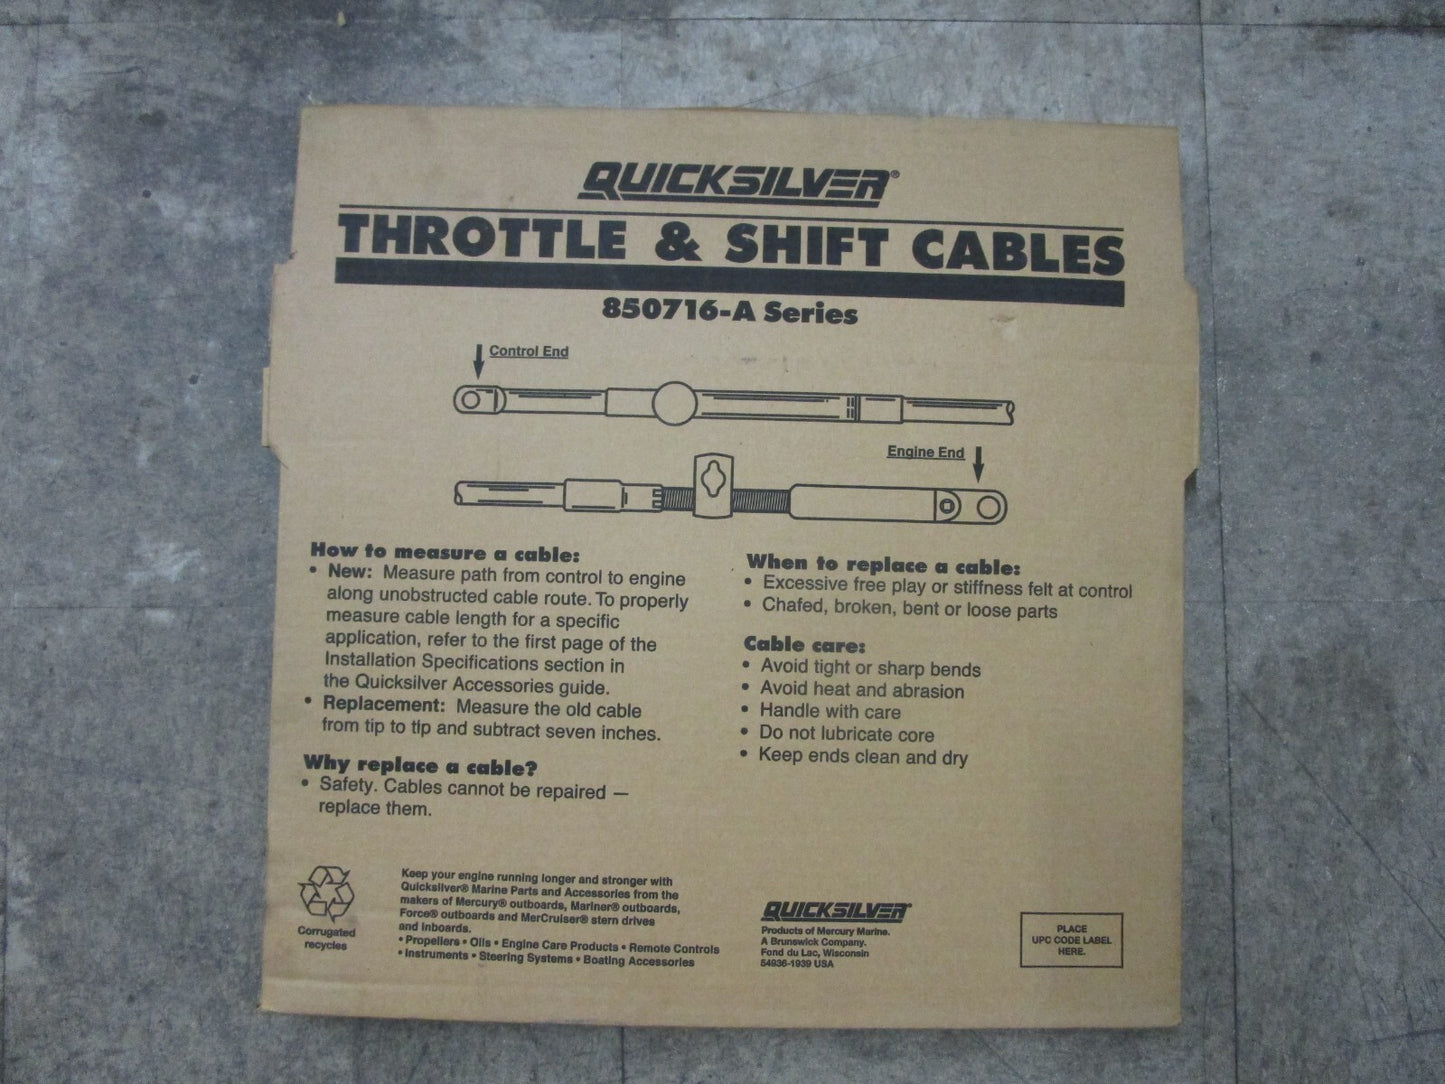 QUICKSILVER®
THROTTLE & SHIFT CABLES
850716-A Series
Control End
Engine End
How to measure a cable:
• New: Measure path from control to engine
along unobstructed cable route. To properly
measure cable length for a specific
application, refer to the first page of the
Installation Specifications section in
the Quicksilver Accessories guide.
• Replacement: Measure the old cable
from tip to tip and subtract seven inches.
Why replace a cable?
• Safety. Cables cannot be repaired —
replace them.
When to replace a cable:
• Excessive free play or stiffness felt at control
• Chafed, broken, bent or loose parts
Cable care:
• Avoid tight or sharp bends
• Avoid heat and abrasion
• Handle with care
• Do not lubricate core
• Keep ends clean and dry
Corrugated
recycles
Keep your engine running longer and stronger with
Quicksilver® Marine Parts and Accessories from the
makers of Mercury® outboards, Mariner® outboards,
Force® outboards and MerCruiser® stern drives
and inboards.
• Propellers • Oils • Engine Care Products • Remote Controls
• Instruments • Steering Systems • Boating Accessories
QUICKSILVER®
Products of Mercury Marine.
A Brunswick Company.
Fond du Lac, Wisconsin
54936-1939 USA
PLACE
UPC CODE LABEL
HERE.